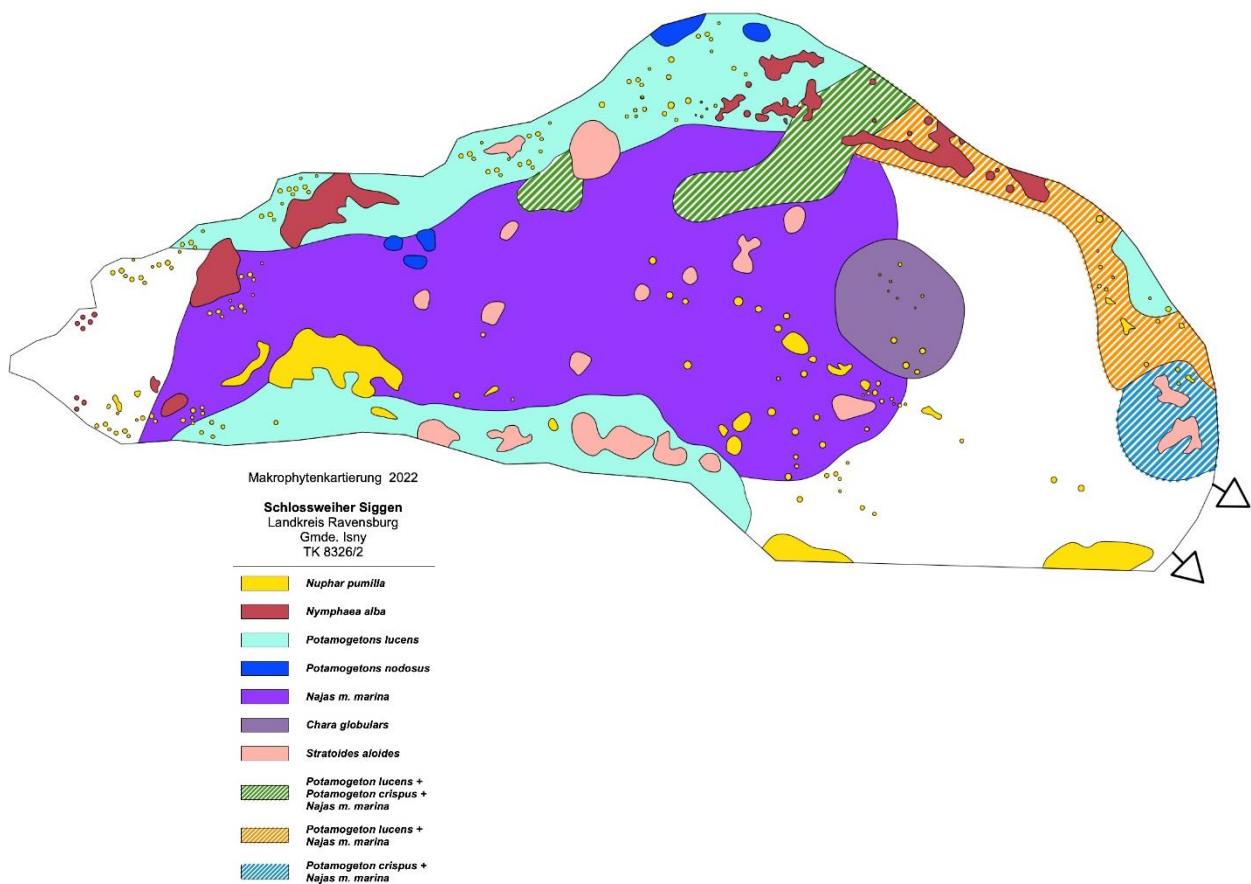 Makrophytenkartierung 2022
Schlossweiher Siggen
Landkreis Ravensburg
Gmde. Isny
TK 8326/2
Nuphar pumilla
Nymphaea alba
Potamogetons lucens
Potamogetons nodosus
Najas m. marina
Chara globulars
Stratoides aloides
Potamogeton lucens +
Potamogeton crispus +
Najas m. marina
Potamogeton lucens +
Najas m. marina
Potamogeton crispus +
Najas m. marina